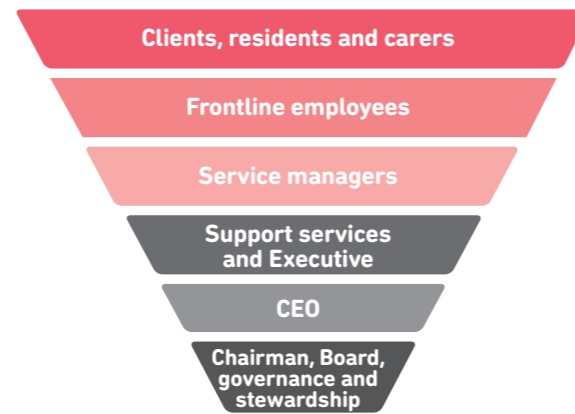 Clients, residents and carers
Frontline employees
Service managers
Support services
and Executive
CEO
Chairman, Board,
governance and
stewardship